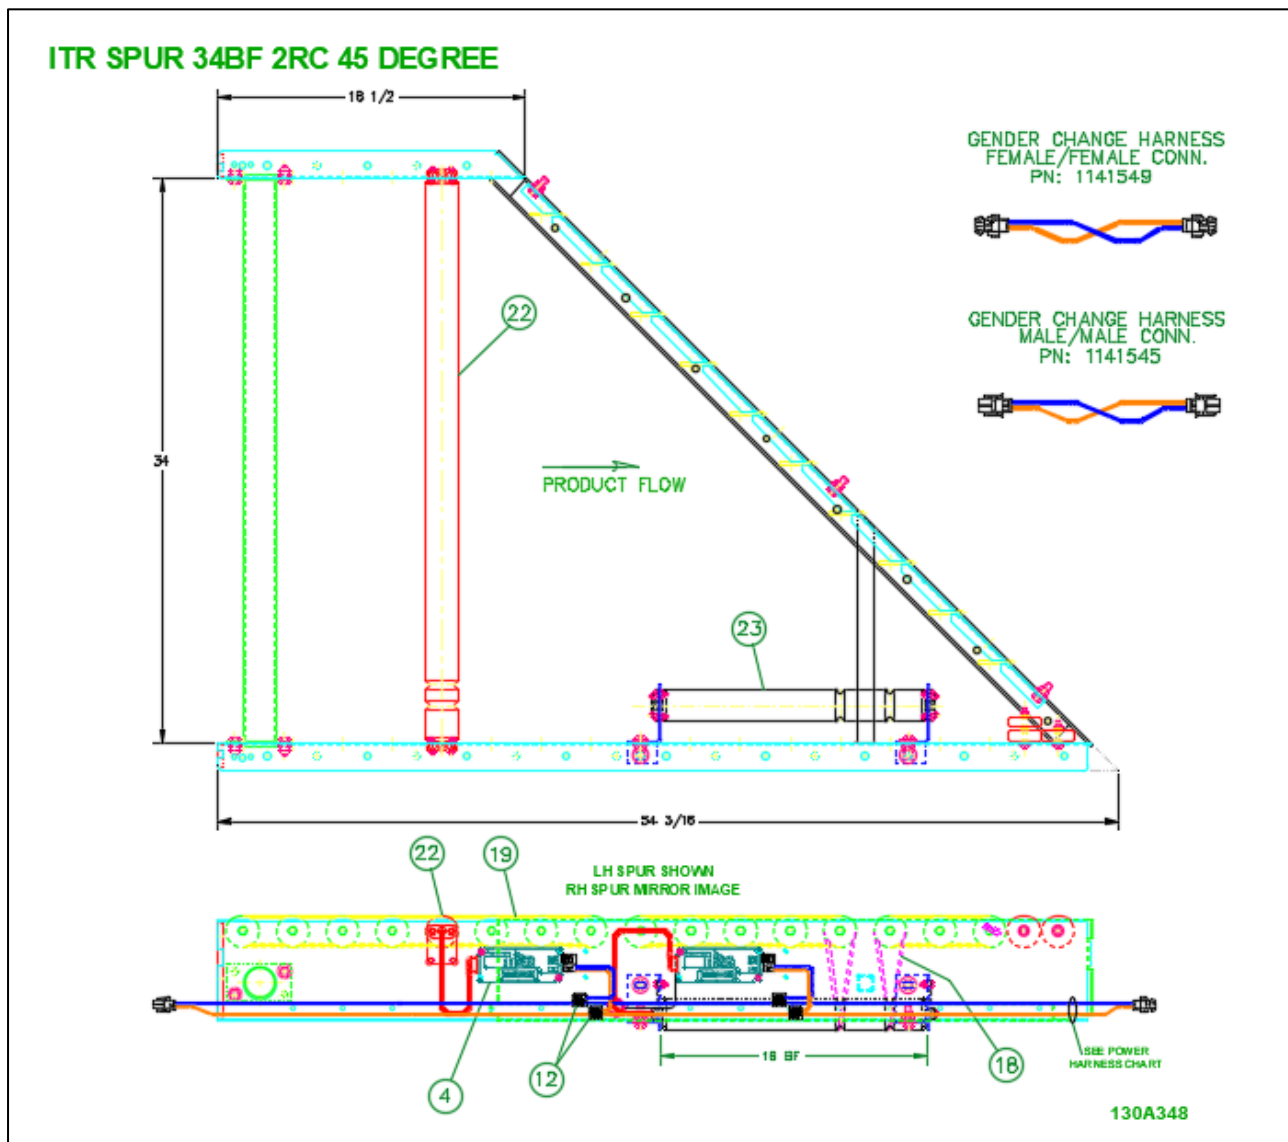 ITR SPUR 34BF 2RC 45 DEGREE
18 1/2
GENDER CHANGE HARNESS
FEMALE/FEMALE CONN.
PN: 1141549
22
GENDER CHANGE HARNESS
MALE/MALE CONN.
PN: 1141545
34
PRODUCT FLOW
23
54 3/16
22
19
LH SPUR SHOWN
RH SPUR MIRROR IMAGE
4
12
16 BF
18
SEE POWER
HARNESS CHART
130A348